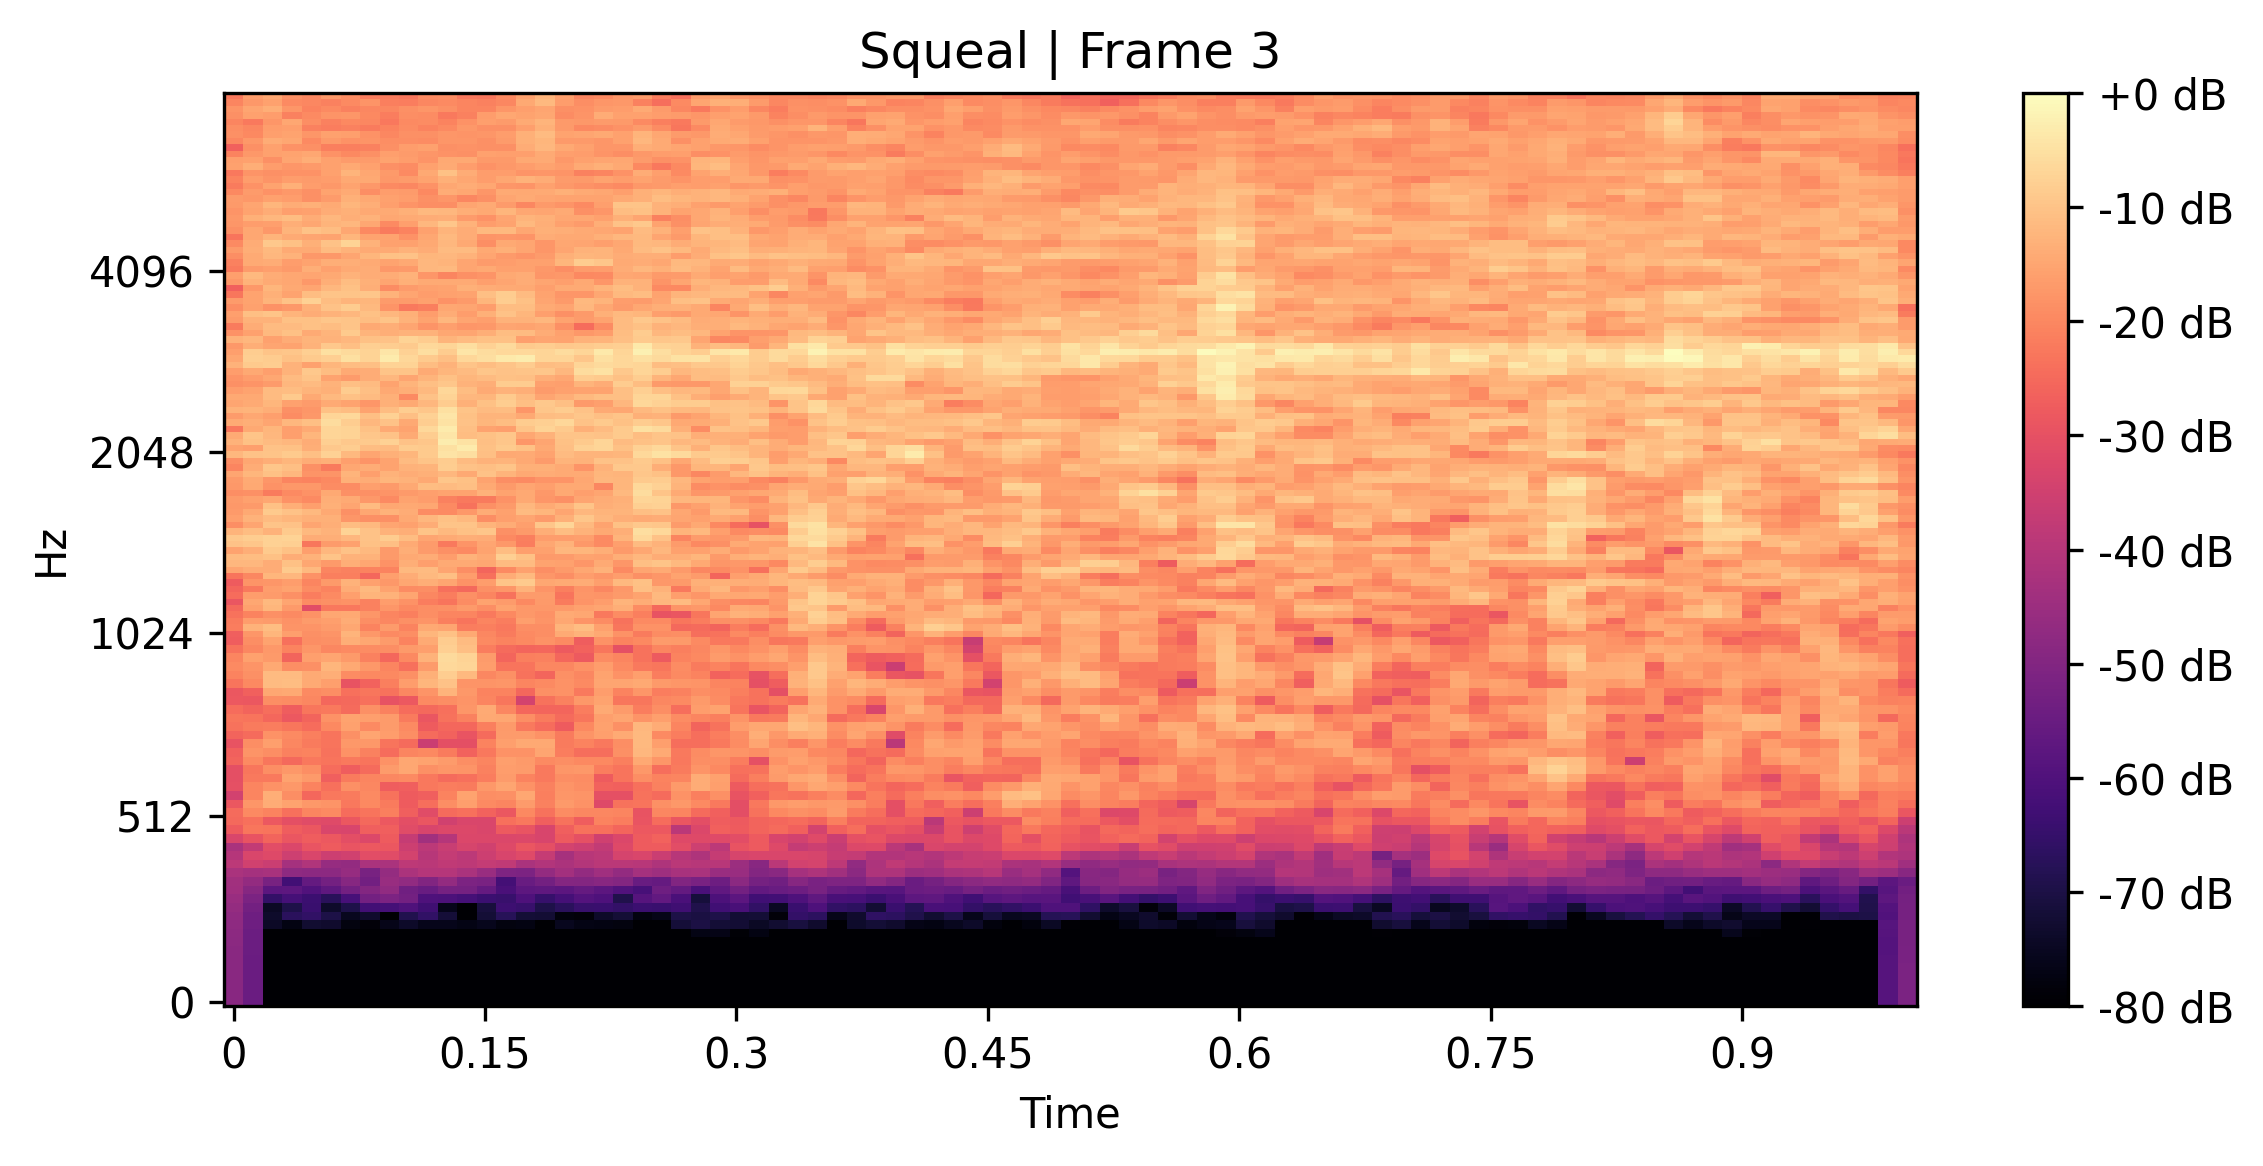 Squeal | Frame 3
+0 dB
-10 dB
-20 dB
-30 dB
-40 dB
-50 dB
-60 dB
-70 dB
-80 dB
Hz
4096
2048
1024
512
0
0 0.15 0.3 0.45 0.6 0.75 0.9
Time